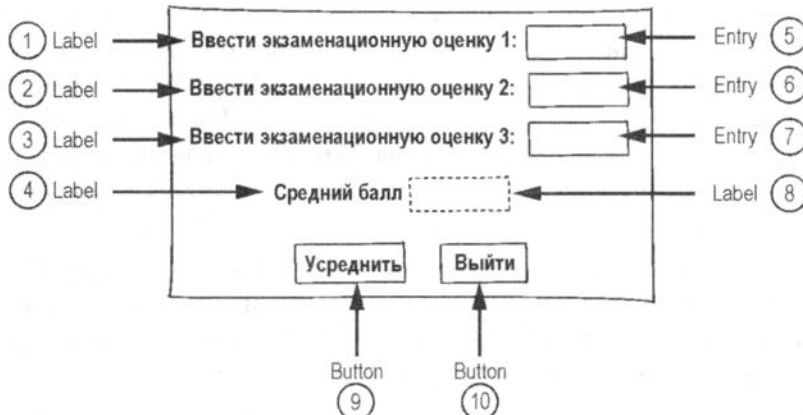 1 Label Ввести экзаменационную оценку 1: Entry 5
2 Label Ввести экзаменационную оценку 2: Entry 6
3 Label Ввести экзаменационную оценку 3: Entry 7
4 Label Средний балл Label 8
Усреднить Выйти
Button Button
9 10